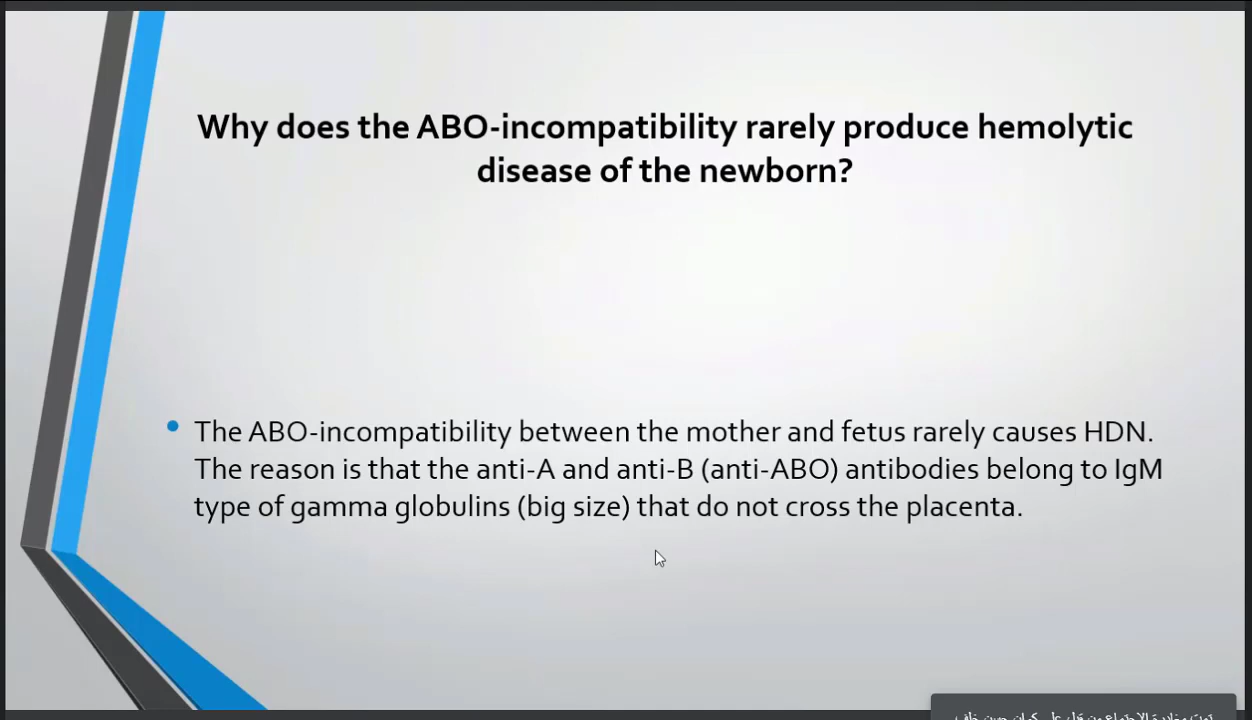 Why does the ABO-incompatibility rarely produce hemolytic
disease of the newborn?
The ABO-incompatibility between the mother and fetus rarely causes HDN.
The reason is that the anti-A and anti-B (anti-ABO) antibodies belong to IgM
type of gamma globulins (big size) that do not cross the placenta.